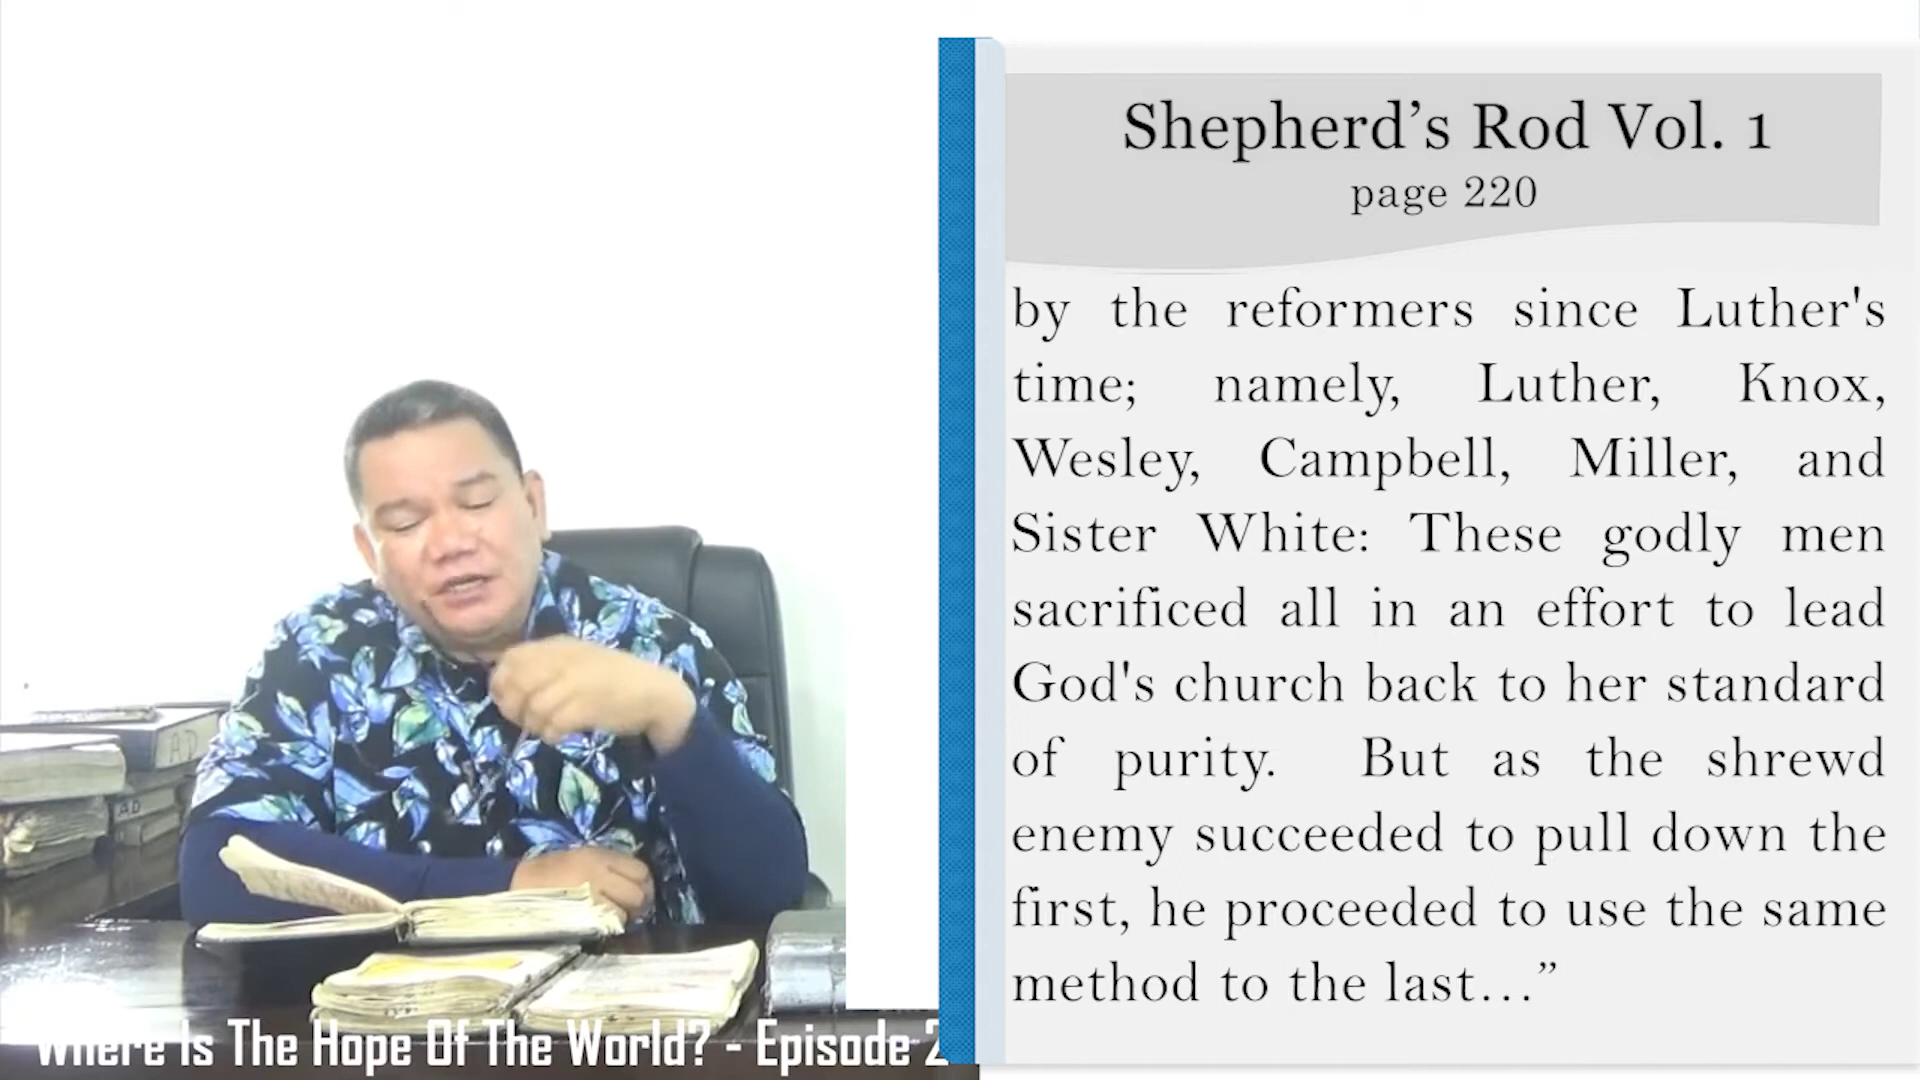 Shepherd’s Rod Vol. 1
page 220
by the reformers since Luther's
time; namely, Luther, Knox,
Wesley, Campbell, Miller, and
Sister White: These godly men
sacrificed all in an effort to lead
God's church back to her standard
of purity. But as the shrewd
enemy succeeded to pull down the
first, he proceeded to use the same
method to the last…”
AD
AD
Where Is The Hope Of The World? - Episode 2